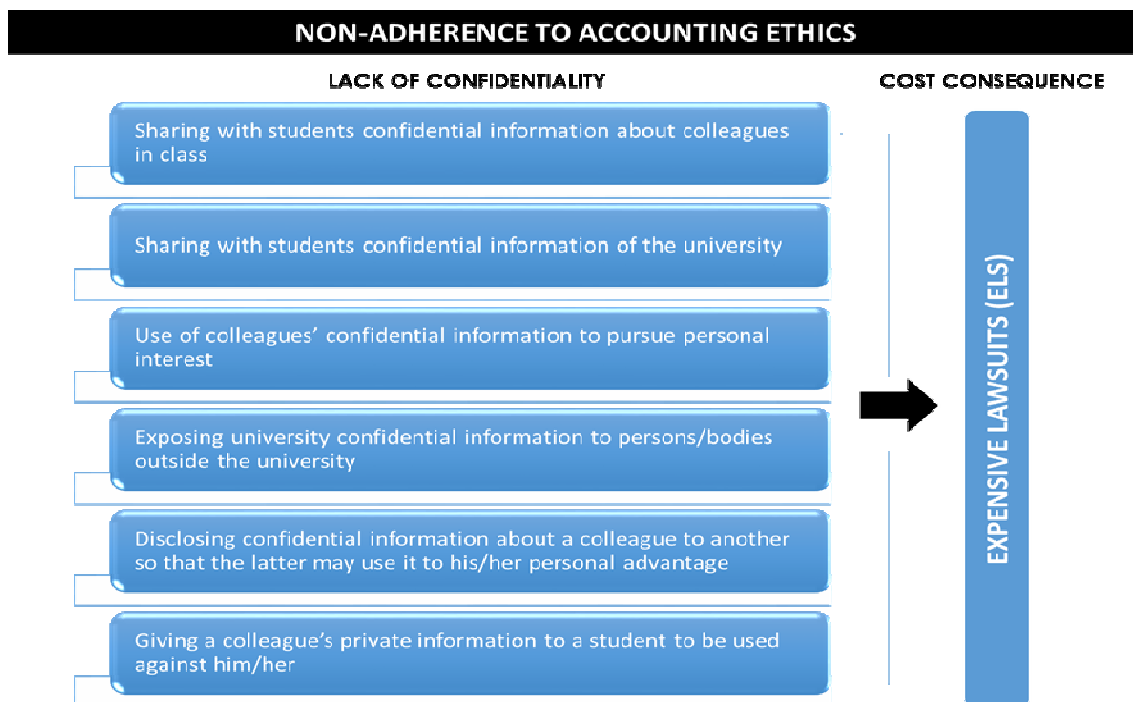 NON-ADHERENCE TO ACCOUNTING ETHICS
LACK OF CONFIDENTIALITY
COST CONSEQUENCE
Sharing with students confidential information about colleagues
in class
Sharing with students confidential information of the university
Use of colleagues’ confidential information to pursue personal
interest
Exposing university confidential information to persons/bodies
outside the university
Disclosing confidential information about a colleague to another
so that the latter may use it to his/her personal advantage
Giving a colleague’s private information to a student to be used
against him/her
EXPENSIVE LAWSUITS (ELS)